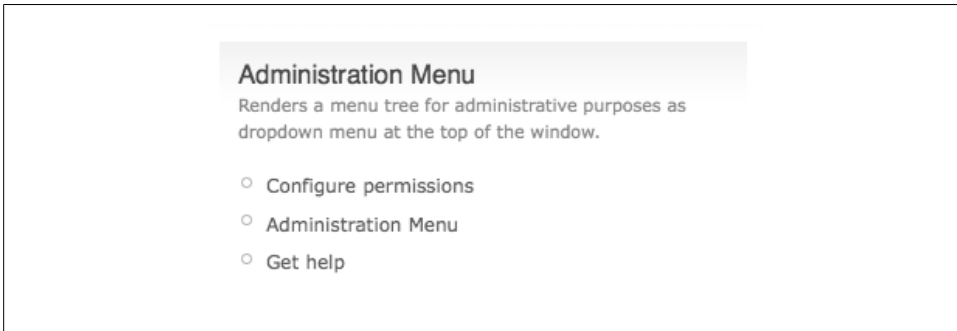 Administration Menu
Renders a menu tree for administrative purposes as
dropdown menu at the top of the window.
Configure permissions
Administration Menu
Get help